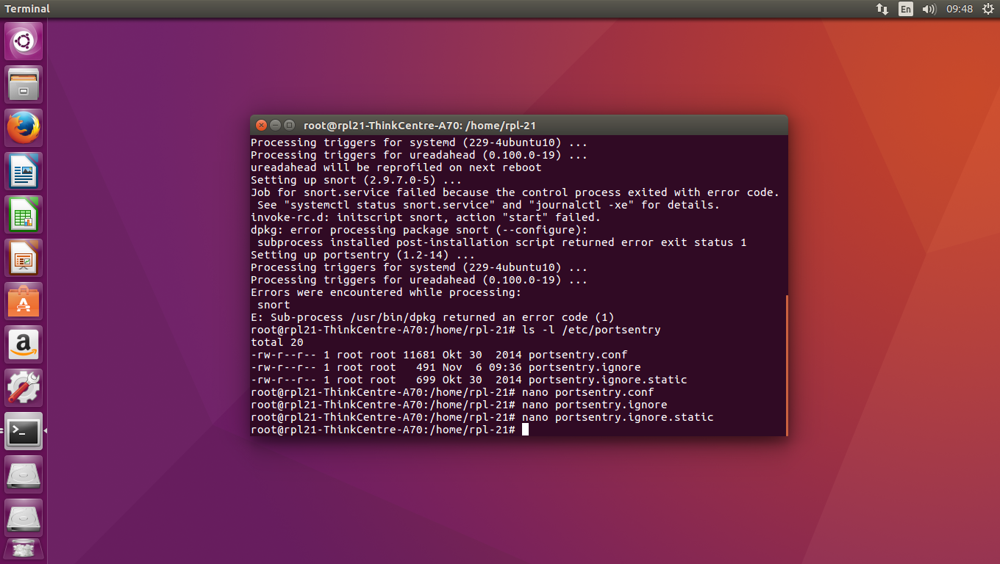 Terminal
En
09:48
root@rpl21-ThinkCentre-A70: /home/rpl-21
Processing triggers for systemd (229-4ubuntu10) ...
Processing triggers for ureadahead (0.100.0-19) ...
ureadahead will be reprofiled on next reboot
Setting up snort (2.9.7.0-5) ...
Job for snort.service failed because the control process exited with error code.
 See "systemctl status snort.service" and "journalctl -xe" for details.
invoke-rc.d: initscript snort, action "start" failed.
dpkg: error processing package snort (--configure):
 subprocess installed post-installation script returned error exit status 1
Setting up portsentry (1.2-14) ...
Processing triggers for systemd (229-4ubuntu10) ...
Processing triggers for ureadahead (0.100.0-19) ...
Errors were encountered while processing:
 snort
E: Sub-process /usr/bin/dpkg returned an error code (1)
root@rpl21-ThinkCentre-A70:/home/rpl-21# ls -l /etc/portsentry
total 20
-rw-r--r-- 1 root root 11681 Okt 30  2014 portsentry.conf
-rw-r--r-- 1 root root   491 Nov  6 09:36 portsentry.ignore
-rw-r--r-- 1 root root   699 Okt 30  2014 portsentry.ignore.static
root@rpl21-ThinkCentre-A70:/home/rpl-21# nano portsentry.conf
root@rpl21-ThinkCentre-A70:/home/rpl-21# nano portsentry.ignore
root@rpl21-ThinkCentre-A70:/home/rpl-21# nano portsentry.ignore.static
root@rpl21-ThinkCentre-A70:/home/rpl-21#